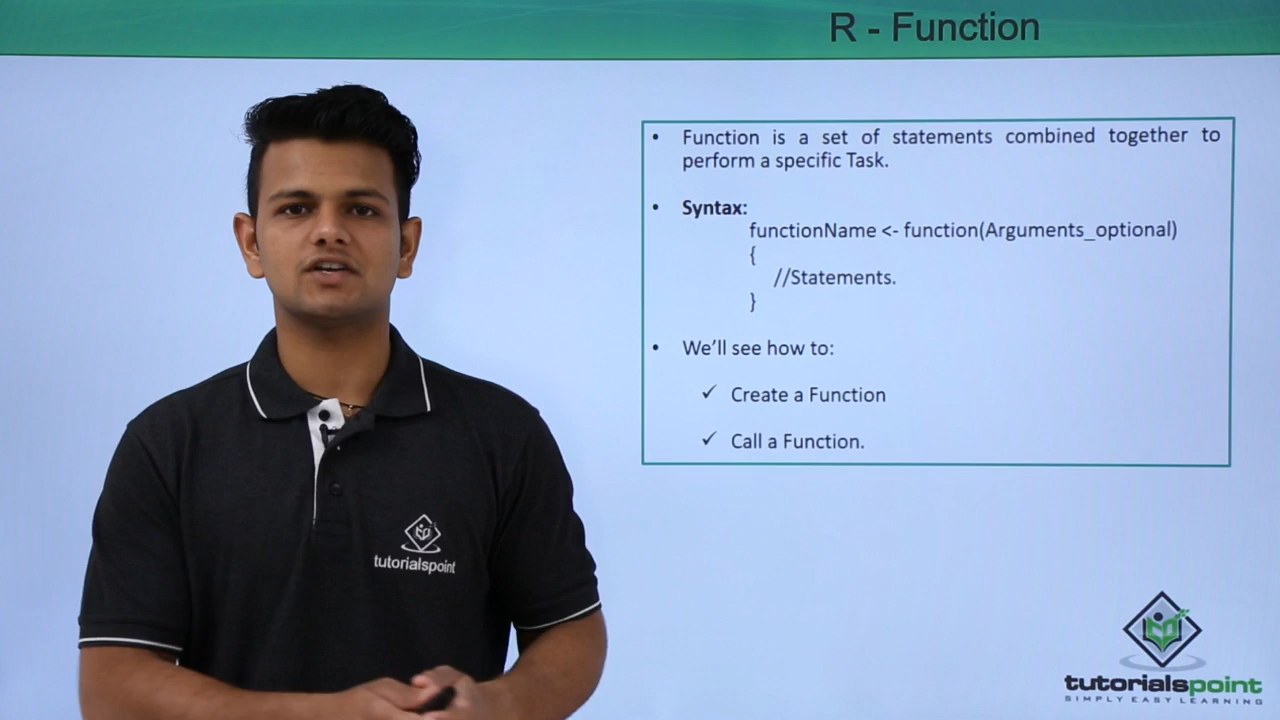 R - Function
• Function is a set of statements combined together to
perform a specific Task.
• Syntax:
functionName <- function(Arguments_optional)
{
//Statements.
}
• We'll see how to:
✓ Create a Function
✓ Call a Function.
tutorialspoint
tutorialspoint
SIMPLY EASY LEARNING